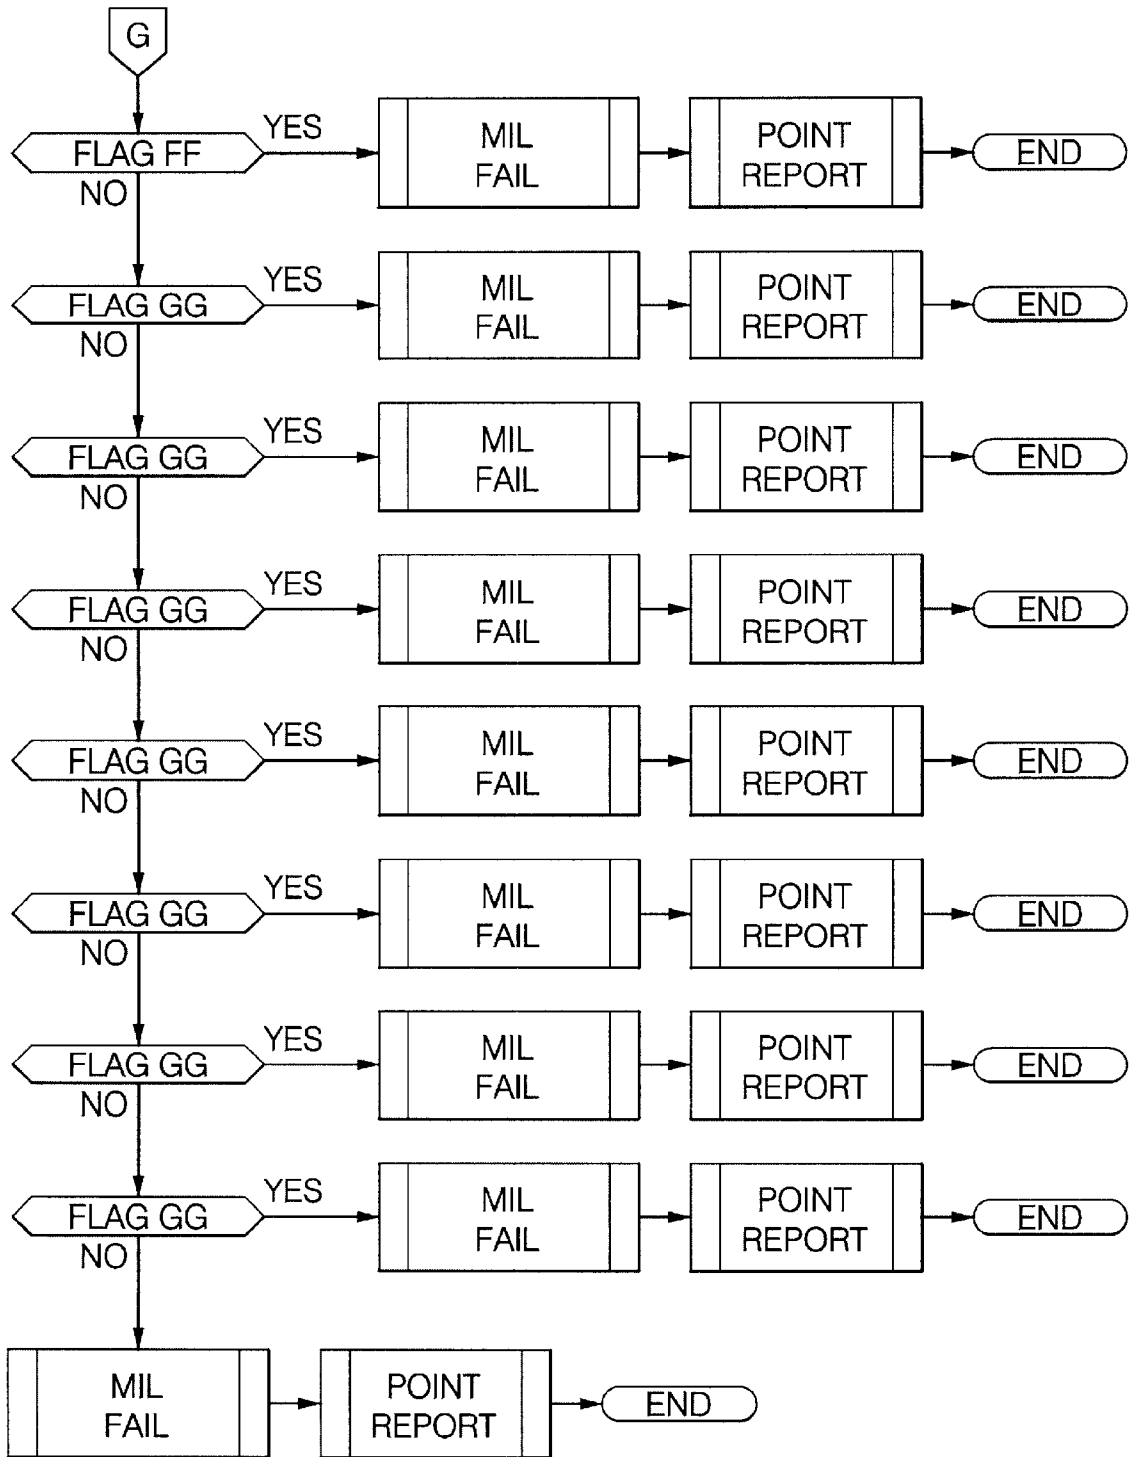 G
FLAG FF
YES
MIL
FAIL
POINT
REPORT
END
NO
FLAG GG
YES
MIL
FAIL
POINT
REPORT
END
NO
FLAG GG
YES
MIL
FAIL
POINT
REPORT
END
NO
FLAG GG
YES
MIL
FAIL
POINT
REPORT
END
NO
FLAG GG
YES
MIL
FAIL
POINT
REPORT
END
NO
FLAG GG
YES
MIL
FAIL
POINT
REPORT
END
NO
FLAG GG
YES
MIL
FAIL
POINT
REPORT
END
NO
FLAG GG
YES
MIL
FAIL
POINT
REPORT
END
NO
MIL
FAIL
POINT
REPORT
END